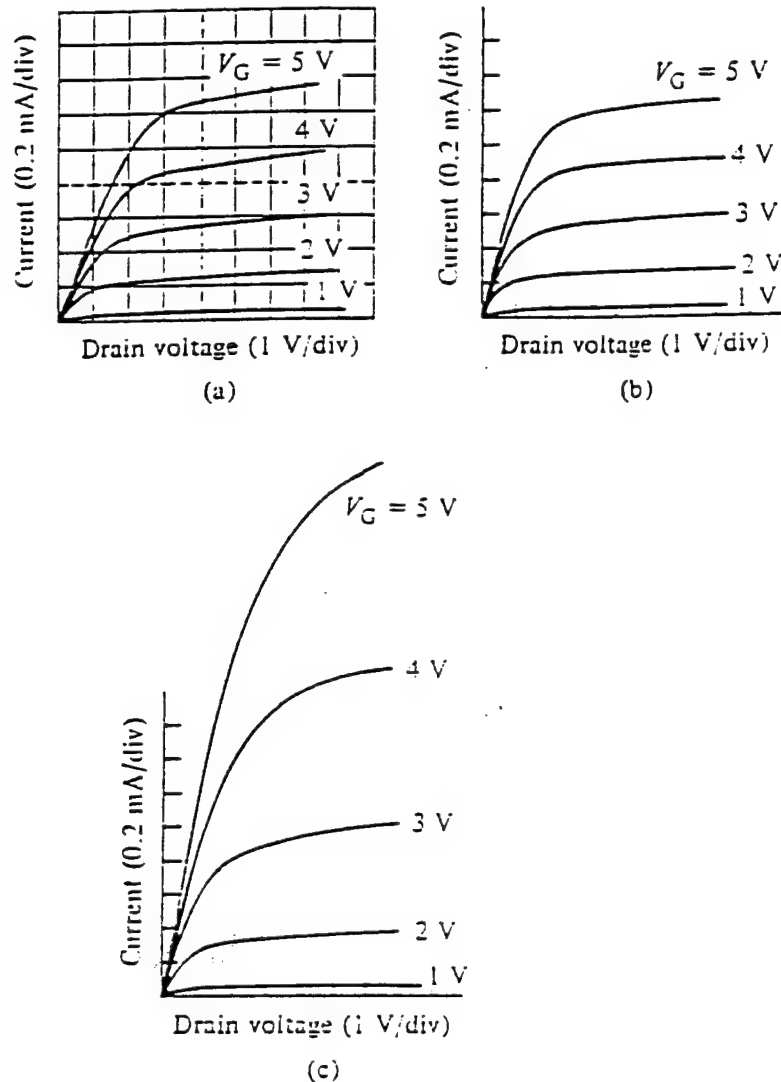 Current (0.2 mA/div)
V_G = 5 V
4 V
3 V
2 V
1 V
Drain voltage (1 V/div)
(a)
Current (0.2 mA/div)
V_G = 5 V
4 V
3 V
2 V
1 V
Drain voltage (1 V/div)
(b)
Current (0.2 mA/div)
V_G = 5 V
4 V
3 V
2 V
1 V
Drain voltage (1 V/div)
(c)